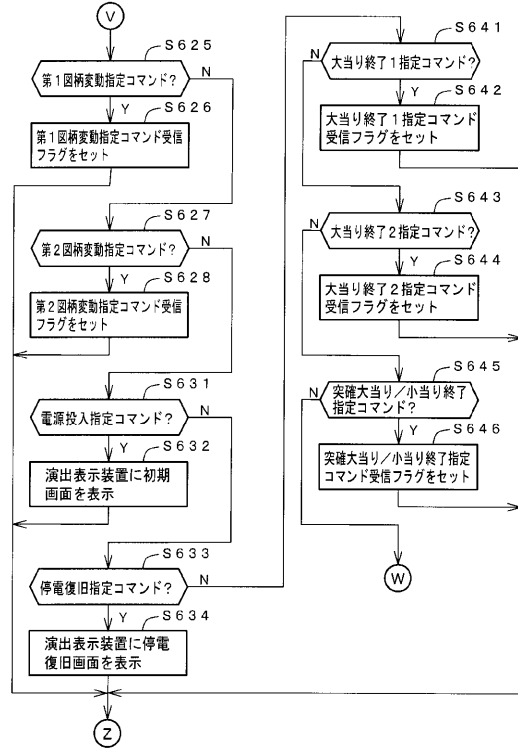 V
S625
第1図柄変動指定コマンド?
N
Y
S626
第1図柄変動指定コマンド受信
フラグをセット
S627
第2図柄変動指定コマンド?
N
Y
S628
第2図柄変動指定コマンド受信
フラグをセット
S631
電源投入指定コマンド?
N
Y
S632
演出表示装置に初期
画面を表示
S633
停電復旧指定コマンド?
N
Y
S634
演出表示装置に停電
復旧画面を表示
Z
S641
N
大当り終了1指定コマンド?
Y
S642
大当り終了1指定コマンド
受信フラグをセット
S643
N
大当り終了2指定コマンド?
Y
S644
大当り終了2指定コマンド
受信フラグをセット
S645
N
突確大当り/小当り終了
指定コマンド?
Y
S646
突確大当り/小当り終了指定
コマンド受信フラグをセット
W